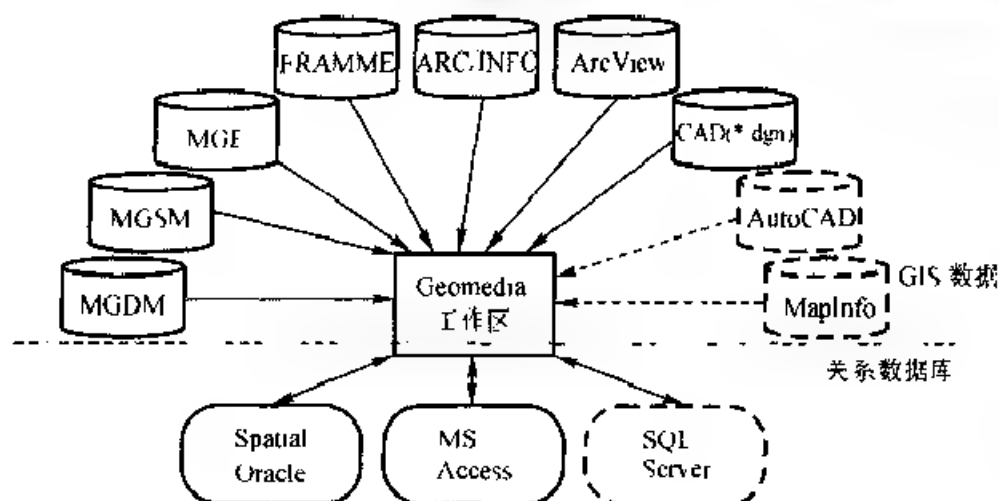 FRAMME
ARC/INFO
ArcView
MGE
CAD(* dgn)
MGSM
AutoCAD
MGDM
Geomedia
工作区
MapInfo
GIS 数据
关系数据库
Spatial
Oracle
MS
Access
SQL
Server